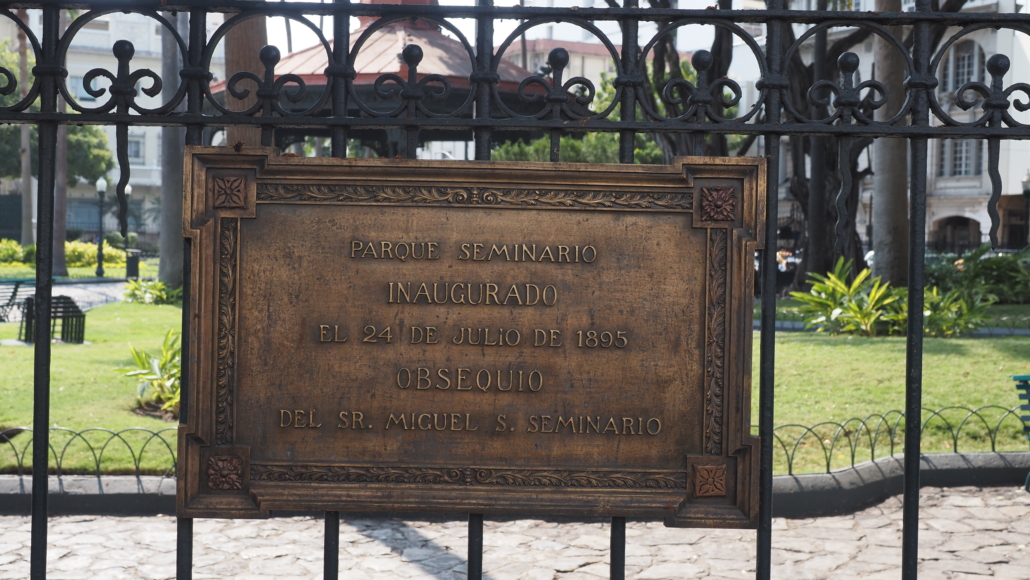 PARQUE SEMINARIO
INAUGURADO
EL 24 DE JULIO DE 1895
OBSEQUIO
DEL SR. MIGUEL S. SEMINARIO